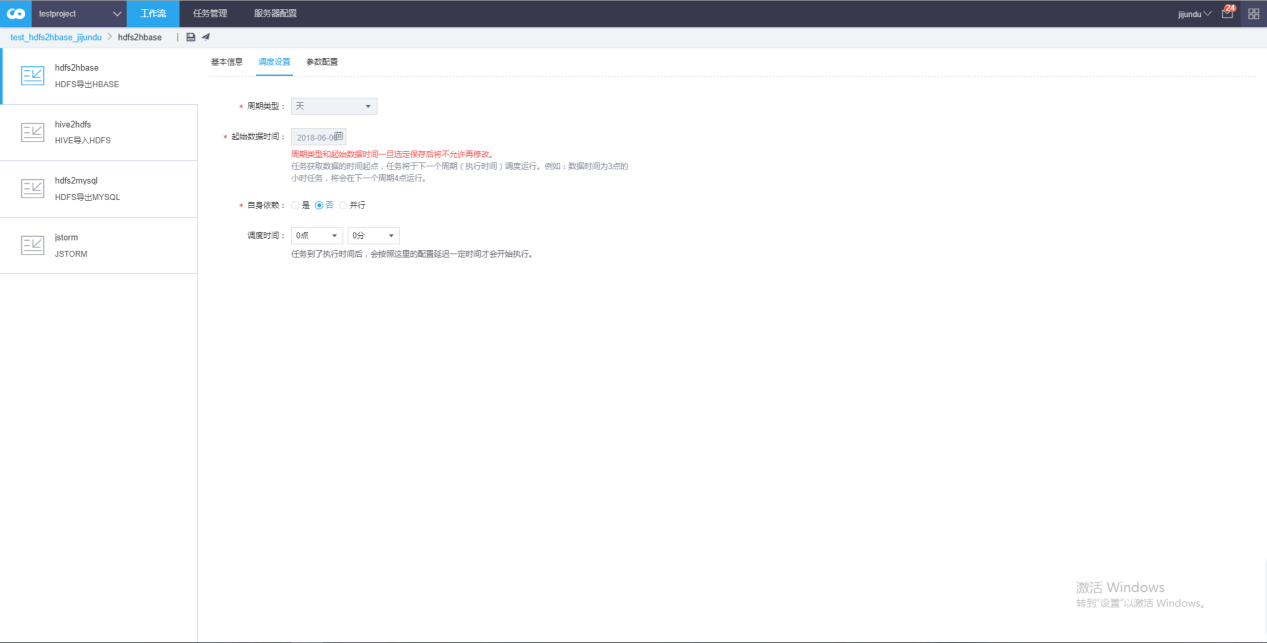 testproject 工作流 任务管理 服务器配置 jijundu 24
test_hdfs2hbase_jijundu > hdfs2hbase |
hdfs2hbase
HDFS导出HBASE
hive2hdfs
HIVE导入HDFS
hdfs2mysql
HDFS导出MYSQL
jstorm
JSTORM
基本信息 调度设置 参数配置
* 周期类型： 天
* 起始数据时间： 2018-06-0
周期类型和起始数据时间一旦选定保存后将不允许再修改。
任务获取数据的时间起点，任务将于下一个周期（执行时间）调度运行。例如：数据时间为3点的
小时任务，将会在下一个周期4点运行。
* 自身依赖： 是 否 并行
调度时间： 0点 0分
任务到了执行时间后，会按照这里的配置延迟一定时间才会开始执行。
激活 Windows
转到"设置"以激活 Windows。